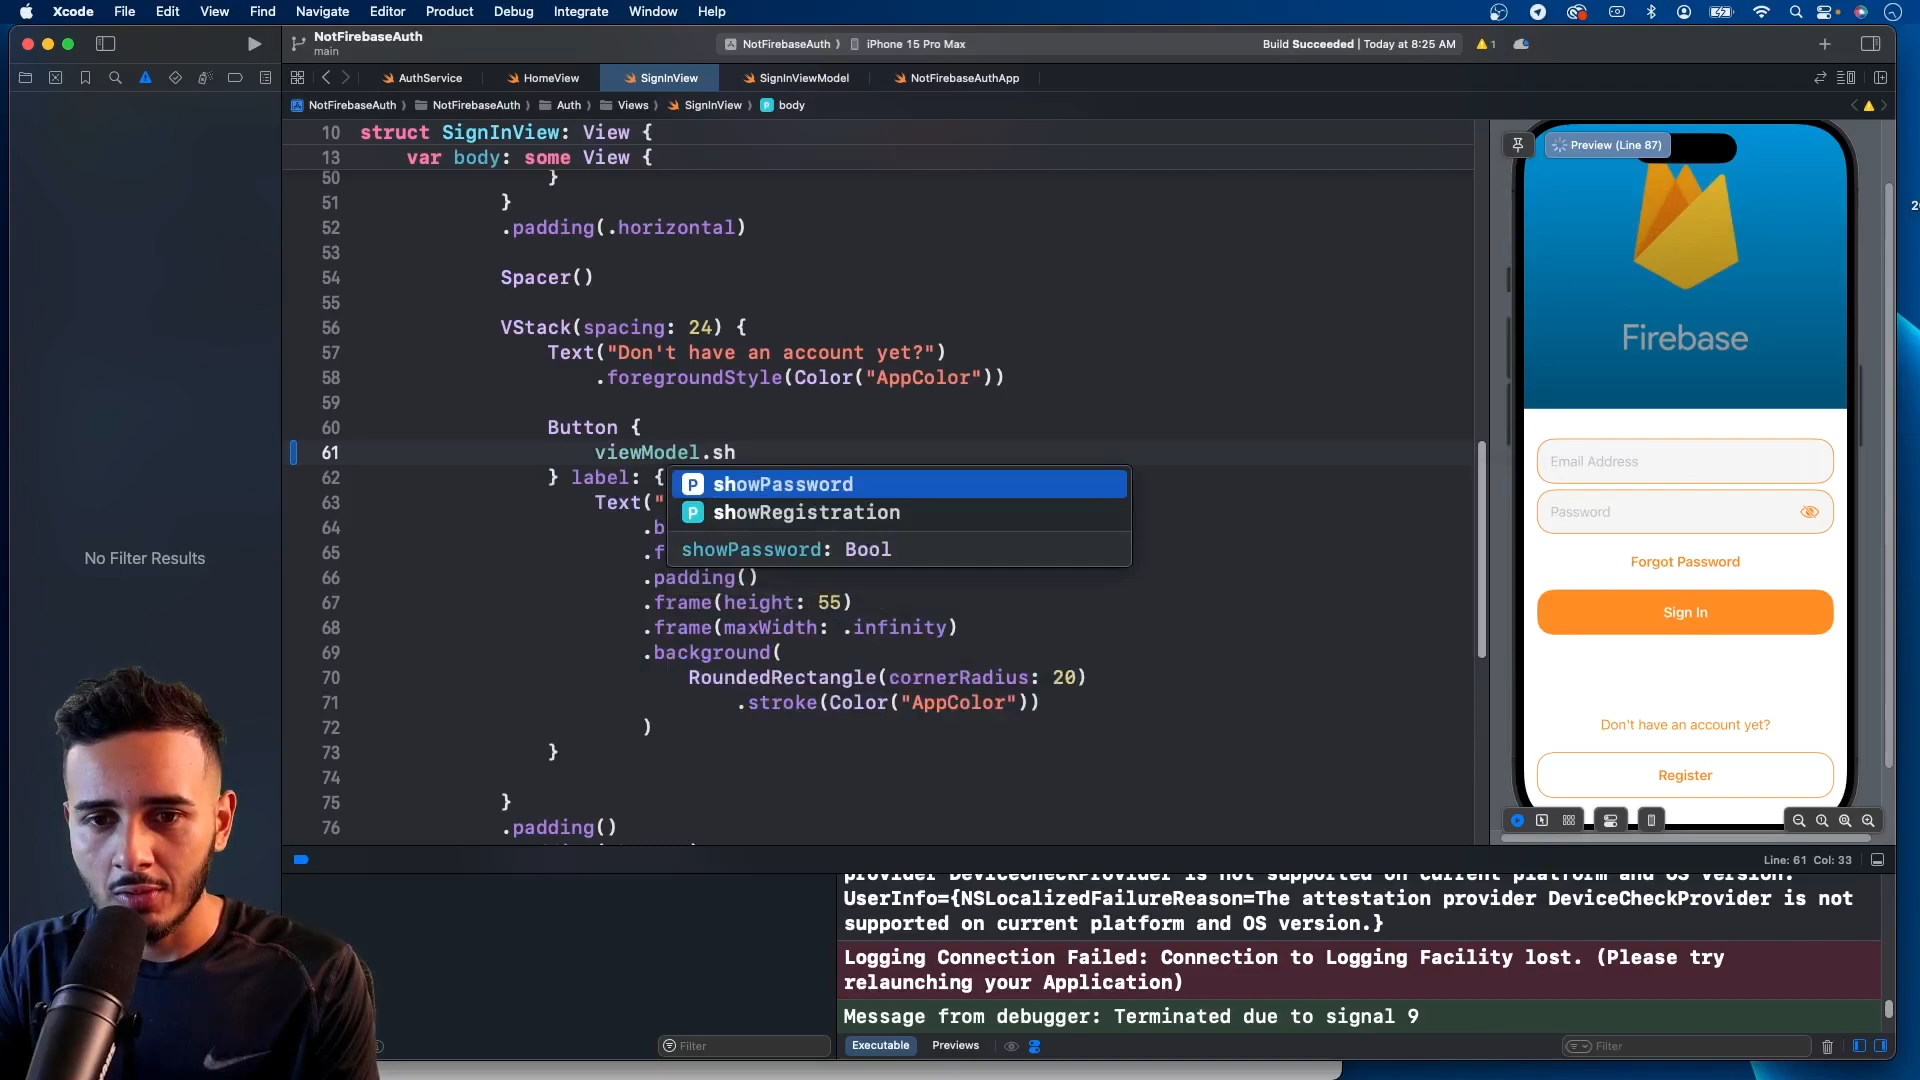 Xcode File Edit View Find Navigate Editor Product Debug Integrate Window Help
NotFirebaseAuth
main
NotFirebaseAuth ⟩ iPhone 15 Pro Max
Build Succeeded | Today at 8:25 AM
1
AuthService HomeView SignInView SignInViewModel NotFirebaseAuthApp
NotFirebaseAuth ⟩ NotFirebaseAuth ⟩ Auth ⟩ Views ⟩ SignInView ⟩ body
No Filter Results
10 struct SignInView: View {
13 var body: some View {
50 }
51 }
52 .padding(.horizontal)
53
54 Spacer()
55
56 VStack(spacing: 24) {
57 Text("Don't have an account yet?")
58 .foregroundStyle(Color("AppColor"))
59
60 Button {
61 viewModel.sh
62 } label: {
63 Text("
64 .b
65 .f
66 .padding()
67 .frame(height: 55)
68 .frame(maxWidth: .infinity)
69 .background(
70 RoundedRectangle(cornerRadius: 20)
71 .stroke(Color("AppColor"))
72 )
73 }
74
75 }
76 .padding()
P showPassword
P showRegistration
showPassword: Bool
Preview (Line 87)
Firebase
Email Address
Password
Forgot Password
Sign In
Don't have an account yet?
Register
Line: 61 Col: 33
provider DeviceCheckProvider is not supported on current platform and OS version.
UserInfo={NSLocalizedFailureReason=The attestation provider DeviceCheckProvider is not
supported on current platform and OS version.}
Logging Connection Failed: Connection to Logging Facility lost. (Please try
relaunching your Application)
Message from debugger: Terminated due to signal 9
Filter
Executable Previews
Filter